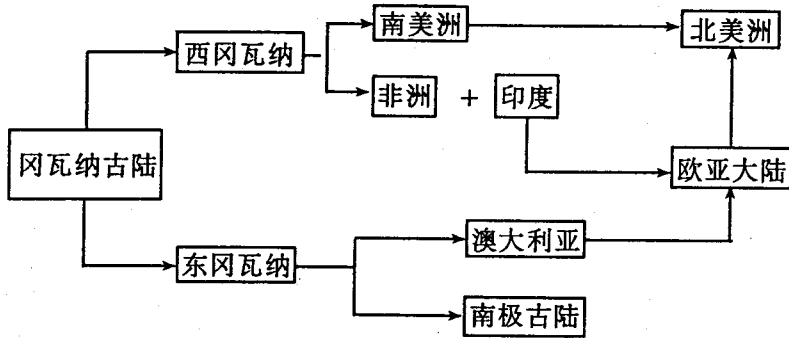 南美洲
北美洲
西冈瓦纳
非洲 + 印度
冈瓦纳古陆
欧亚大陆
澳大利亚
东冈瓦纳
南极古陆